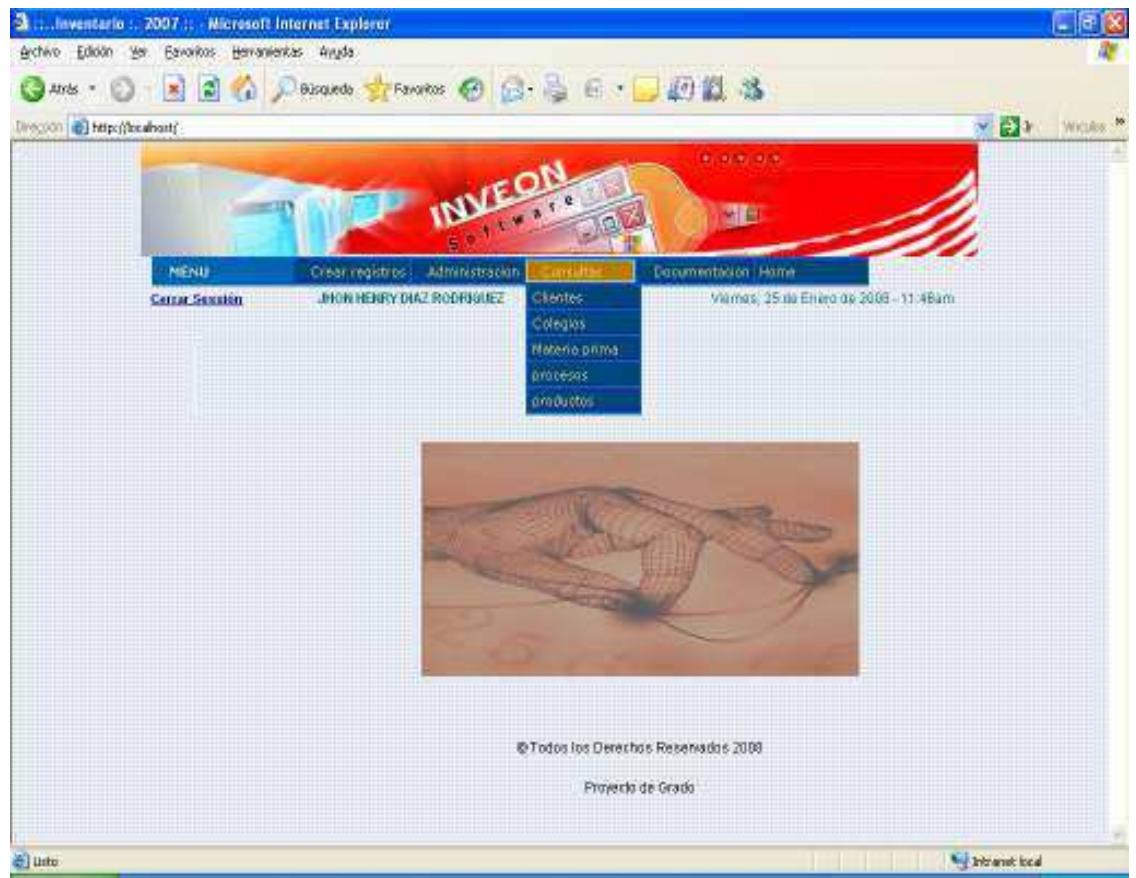 ::..Inventario :. 2007 :: - Microsoft Internet Explorer
Archivo Edición Ver Favoritos Herramientas Ayuda
Atrás Búsqueda Favoritos
Dirección http://localhost/ Ir Vínculos »
INVEON
Software
MENU Crear registros Administracion Consultas Documentacion Home
Cerrar Sessión JHON HENRY DIAZ RODRIGUEZ Viernes, 25 de Enero de 2008 - 11:48am
Clientes
Colegios
Materia prima
procesos
productos
© Todos los Derechos Reservados 2008
Proyecto de Grado
Listo Intranet local